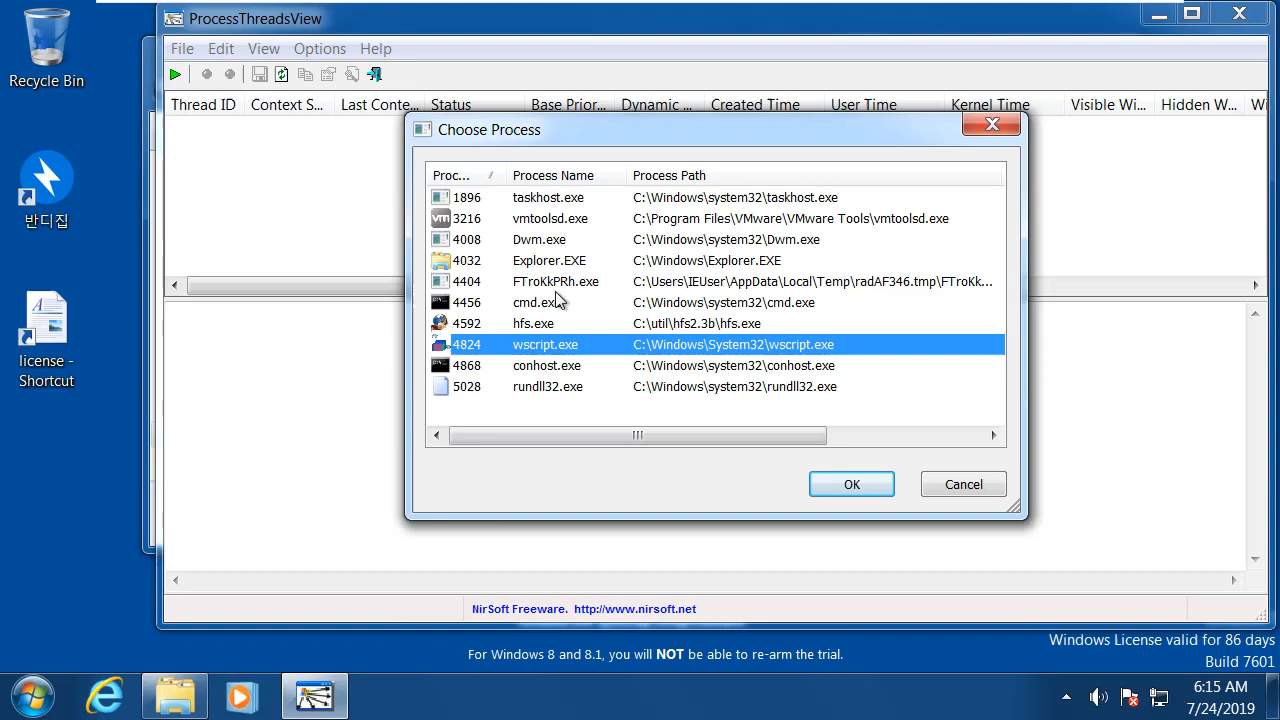 Recycle Bin
반디집
license - Shortcut
ProcessThreadsView
File Edit View Options Help
Thread ID Context S... Last Conte... Status Base Prior... Dynamic ... Created Time User Time Kernel Time Visible Wi... Hidden W... Wi
Choose Process
Proc... / Process Name Process Path
1896 taskhost.exe C:\Windows\system32\taskhost.exe
vm 3216 vmtoolsd.exe C:\Program Files\VMware\VMware Tools\vmtoolsd.exe
4008 Dwm.exe C:\Windows\system32\Dwm.exe
4032 Explorer.EXE C:\Windows\Explorer.EXE
4404 FTroKkPRh.exe C:\Users\IEUser\AppData\Local\Temp\radAF346.tmp\FTroKk...
4456 cmd.exe C:\Windows\system32\cmd.exe
4592 hfs.exe C:\util\hfs2.3b\hfs.exe
4824 wscript.exe C:\Windows\System32\wscript.exe
4868 conhost.exe C:\Windows\system32\conhost.exe
5028 rundll32.exe C:\Windows\system32\rundll32.exe
OK Cancel
NirSoft Freeware. http://www.nirsoft.net
For Windows 8 and 8.1, you will NOT be able to re-arm the trial.
Windows License valid for 86 days
Build 7601
6:15 AM
7/24/2019